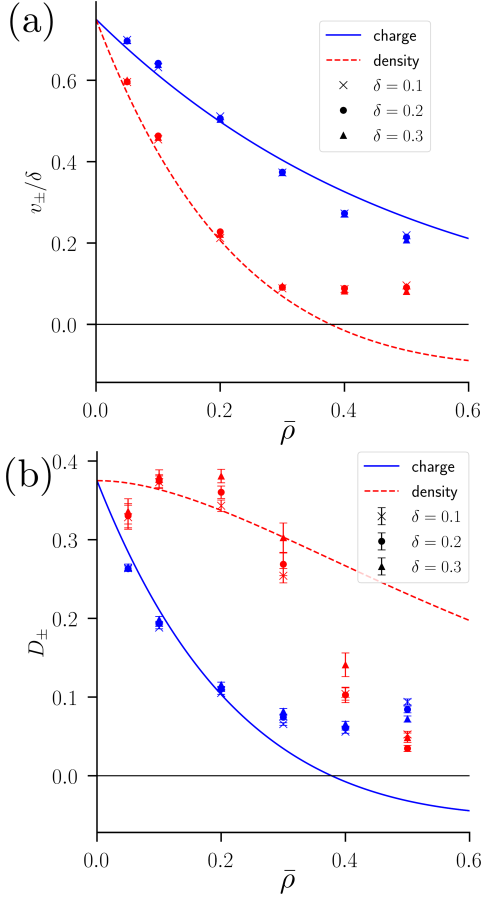 (a)
charge
density
δ = 0.1
δ = 0.2
δ = 0.3
v±/δ
0.6
0.4
0.2
0.0
0.0 0.2 0.4 0.6
ρ̄
(b)
charge
density
δ = 0.1
δ = 0.2
δ = 0.3
D±
0.4
0.3
0.2
0.1
0.0
0.0 0.2 0.4 0.6
ρ̄